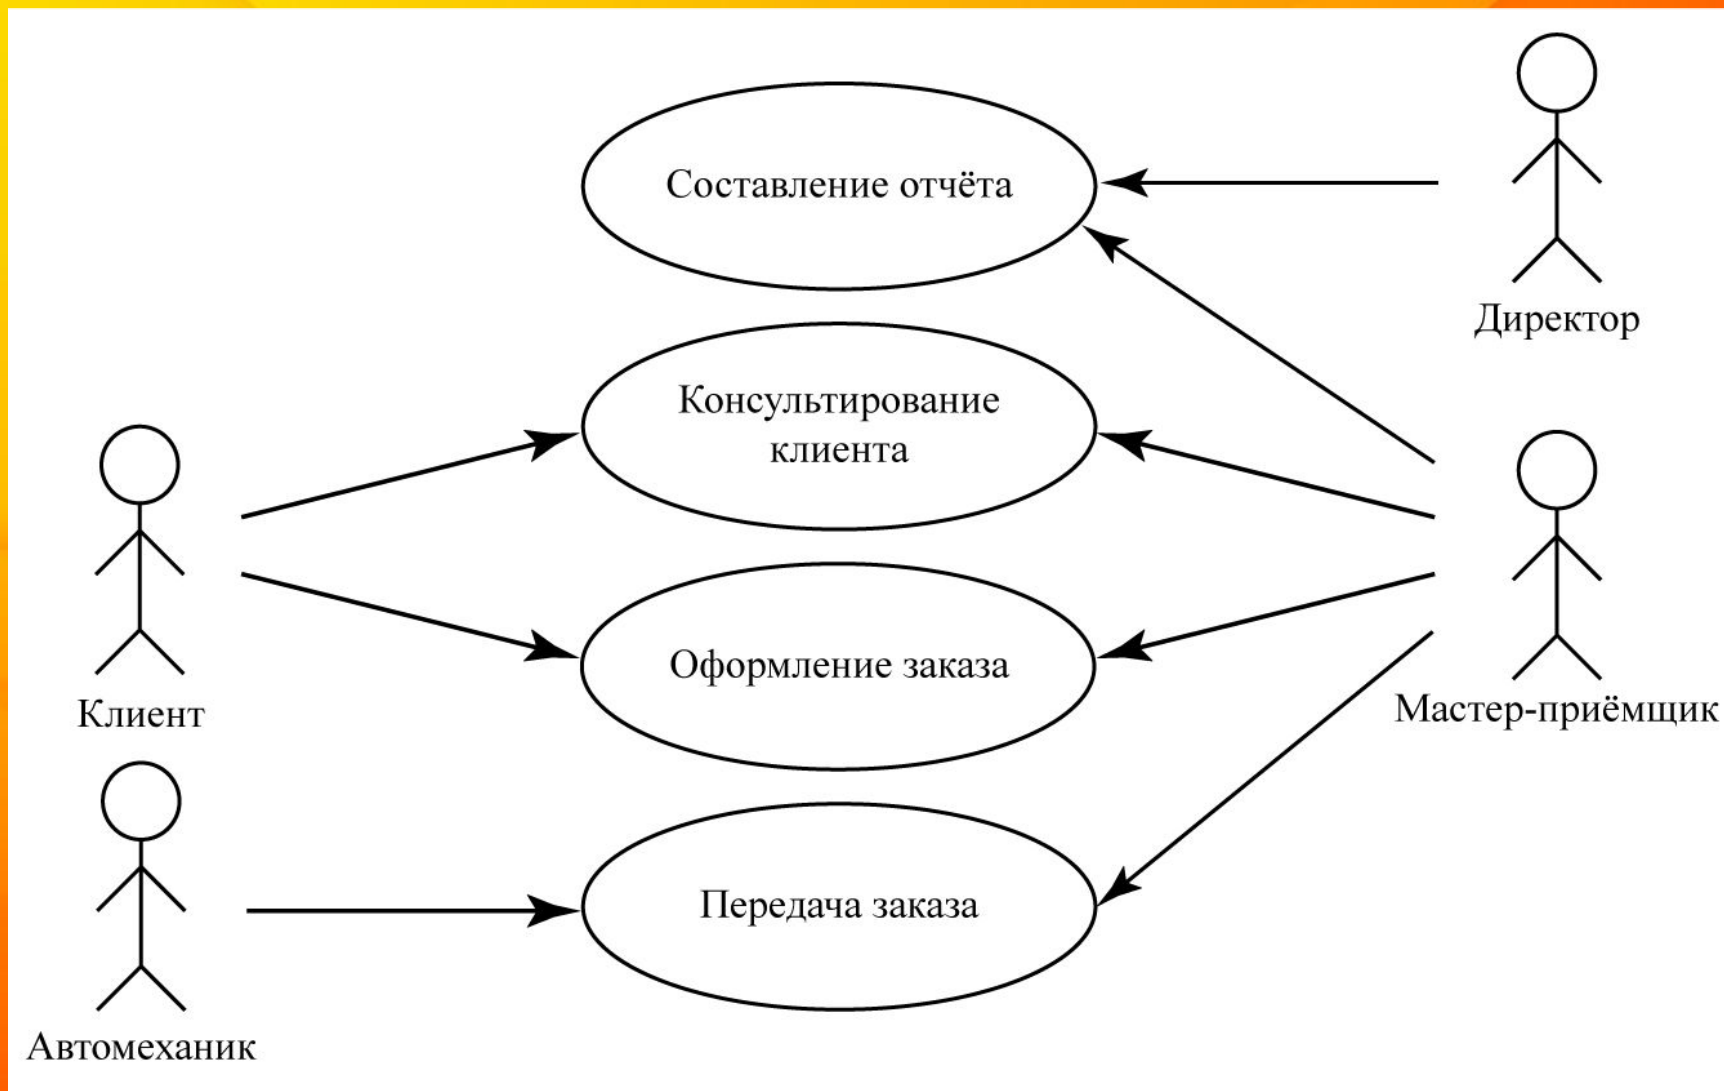 Составление отчёта
Директор
Консультирование
клиента
Оформление заказа
Клиент
Мастер-приёмщик
Передача заказа
Автомеханик